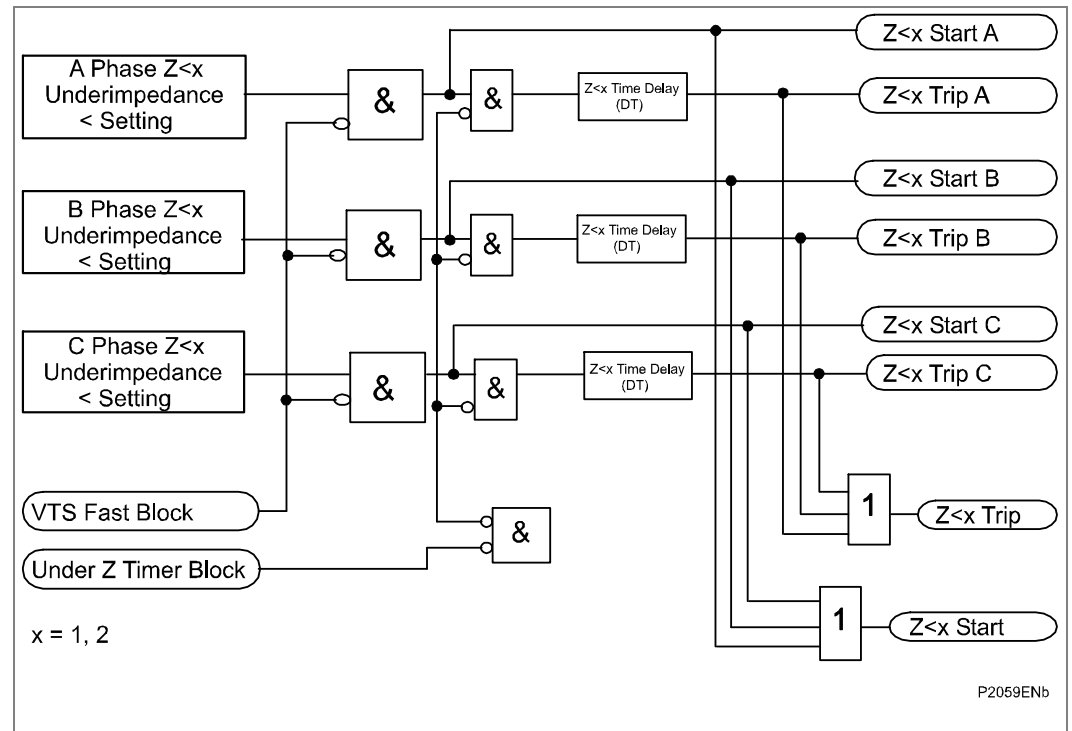 Z<x Start A
A Phase Z<x
Underimpedance
< Setting
&
&
Z<x Time Delay
(DT)
Z<x Trip A
Z<x Start B
B Phase Z<x
Underimpedance
< Setting
&
&
Z<x Time Delay
(DT)
Z<x Trip B
Z<x Start C
C Phase Z<x
Underimpedance
< Setting
&
&
Z<x Time Delay
(DT)
Z<x Trip C
VTS Fast Block
&
1
Z<x Trip
Under Z Timer Block
x = 1, 2
1
Z<x Start
P2059ENb